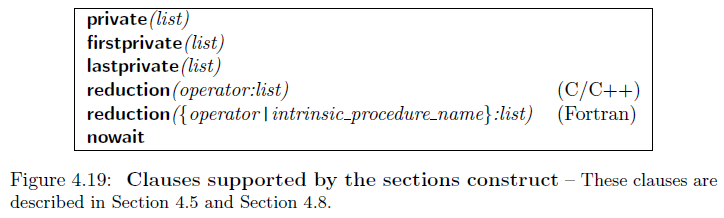 private(list)
firstprivate(list)
lastprivate(list)
reduction(operator:list) (C/C++)
reduction({operator|intrinsic_procedure_name}:list) (Fortran)
nowait
Figure 4.19: Clauses supported by the sections construct – These clauses are
described in Section 4.5 and Section 4.8.